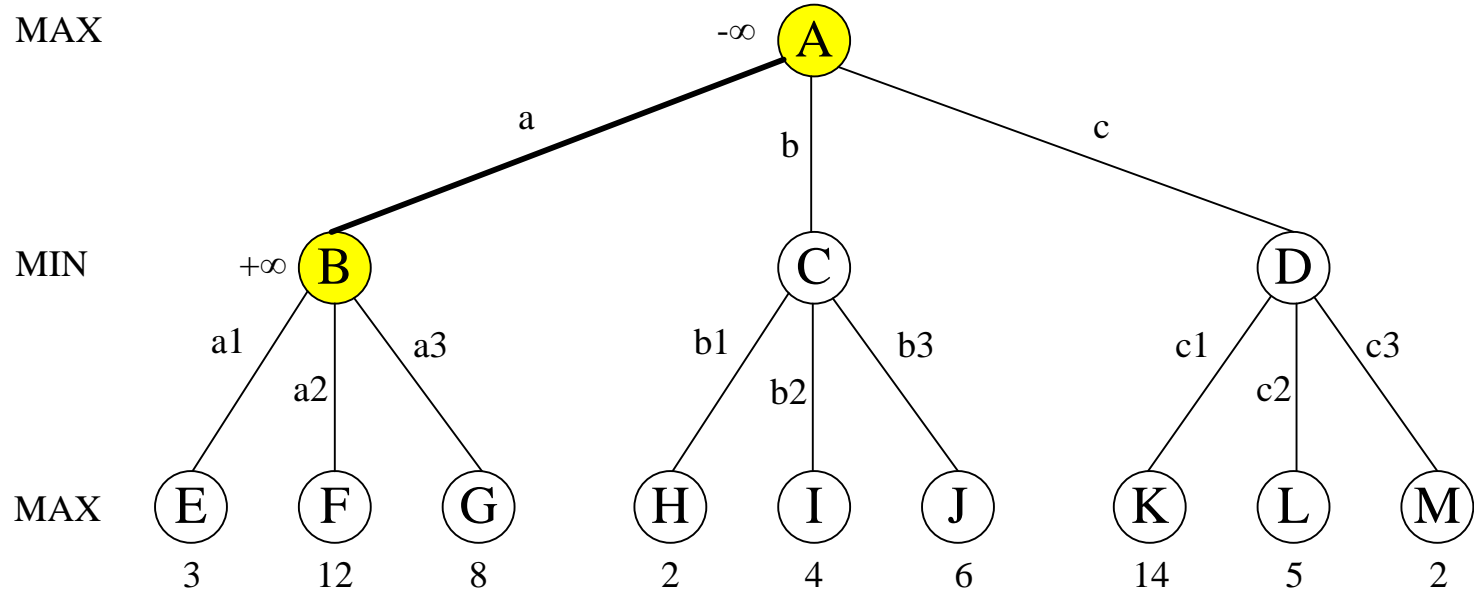 MAX -∞ A
a b c
MIN +∞ B C D
a1 a2 a3 b1 b2 b3 c1 c2 c3
MAX E F G H I J K L M
3 12 8 2 4 6 14 5 2